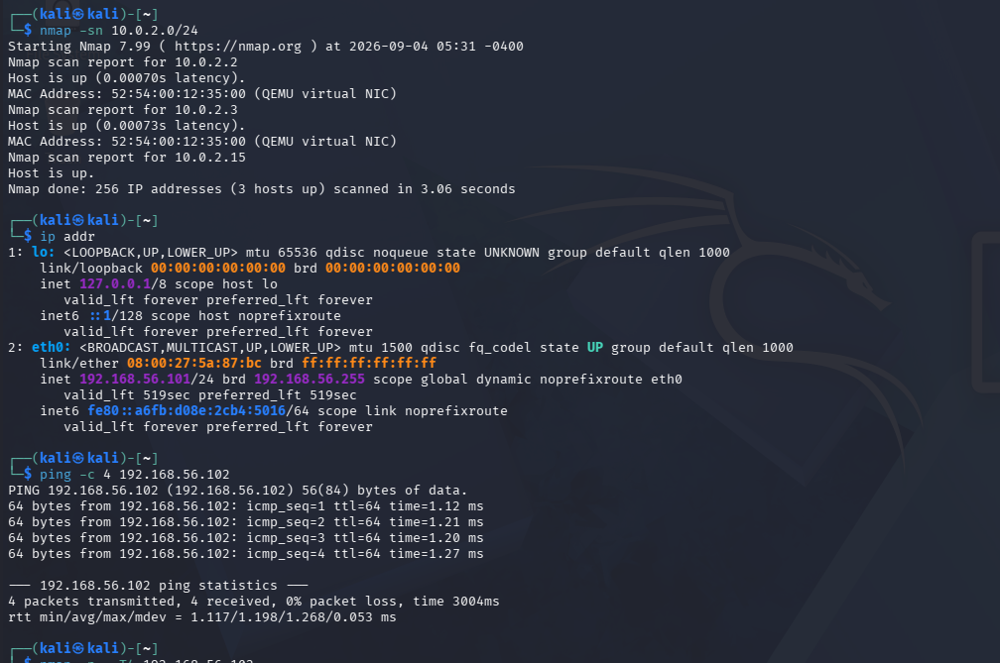 ┌──(kali㉿kali)-[~]
└─$ nmap -sn 10.0.2.0/24
Starting Nmap 7.99 ( https://nmap.org ) at 2026-09-04 05:31 -0400
Nmap scan report for 10.0.2.2
Host is up (0.00070s latency).
MAC Address: 52:54:00:12:35:00 (QEMU virtual NIC)
Nmap scan report for 10.0.2.3
Host is up (0.00073s latency).
MAC Address: 52:54:00:12:35:00 (QEMU virtual NIC)
Nmap scan report for 10.0.2.15
Host is up.
Nmap done: 256 IP addresses (3 hosts up) scanned in 3.06 seconds
┌──(kali㉿kali)-[~]
└─$ ip addr
1: lo: <LOOPBACK,UP,LOWER_UP> mtu 65536 qdisc noqueue state UNKNOWN group default qlen 1000
    link/loopback 00:00:00:00:00:00 brd 00:00:00:00:00:00
    inet 127.0.0.1/8 scope host lo
       valid_lft forever preferred_lft forever
    inet6 ::1/128 scope host noprefixroute
       valid_lft forever preferred_lft forever
2: eth0: <BROADCAST,MULTICAST,UP,LOWER_UP> mtu 1500 qdisc fq_codel state UP group default qlen 1000
    link/ether 08:00:27:5a:87:bc brd ff:ff:ff:ff:ff:ff
    inet 192.168.56.101/24 brd 192.168.56.255 scope global dynamic noprefixroute eth0
       valid_lft 519sec preferred_lft 519sec
    inet6 fe80::a6fb:d08e:2cb4:5016/64 scope link noprefixroute
       valid_lft forever preferred_lft forever
┌──(kali㉿kali)-[~]
└─$ ping -c 4 192.168.56.102
PING 192.168.56.102 (192.168.56.102) 56(84) bytes of data.
64 bytes from 192.168.56.102: icmp_seq=1 ttl=64 time=1.12 ms
64 bytes from 192.168.56.102: icmp_seq=2 ttl=64 time=1.21 ms
64 bytes from 192.168.56.102: icmp_seq=3 ttl=64 time=1.20 ms
64 bytes from 192.168.56.102: icmp_seq=4 ttl=64 time=1.27 ms
--- 192.168.56.102 ping statistics ---
4 packets transmitted, 4 received, 0% packet loss, time 3004ms
rtt min/avg/max/mdev = 1.117/1.198/1.268/0.053 ms
┌──(kali㉿kali)-[~]